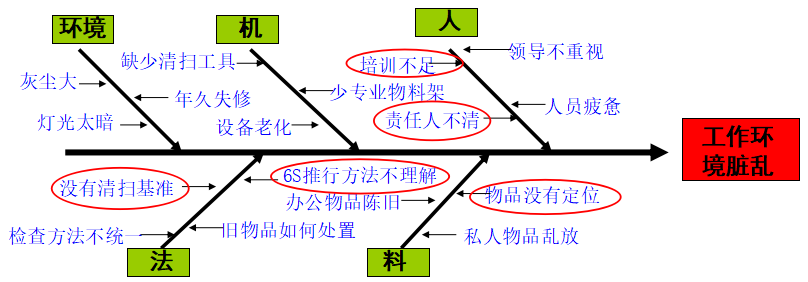 环境
机
人
缺少清扫工具
领导不重视
培训不足
灰尘大
年久失修
少专业物料架
人员疲惫
灯光太暗
设备老化
责任人不清
工作环
境脏乱
没有清扫基准
6S推行方法不理解
办公物品陈旧
物品没有定位
检查方法不统一
旧物品如何处置
私人物品乱放
法
料